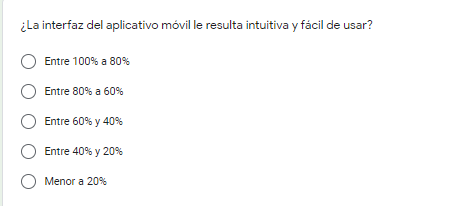 ¿La interfaz del aplicativo móvil le resulta intuitiva y fácil de usar?
Entre 100% a 80%
Entre 80% a 60%
Entre 60% y 40%
Entre 40% y 20%
Menor a 20%